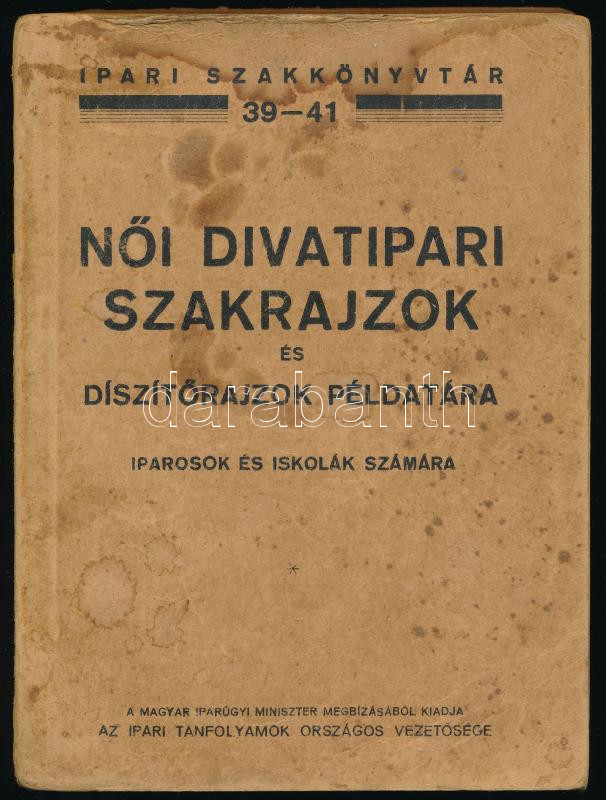 IPARI SZAKKÖNYVTÁR
39—41
NŐI DIVATIPARI
SZAKRAJZOK
ÉS
DÍSZÍTŐRAJZOK PÉLDATÁRA
darabanth
IPAROSOK ÉS ISKOLÁK SZÁMÁRA
*
A MAGYAR IPARÜGYI MINISZTER MEGBÍZÁSÁBÓL KIADJA
AZ IPARI TANFOLYAMOK ORSZÁGOS VEZETŐSÉGE